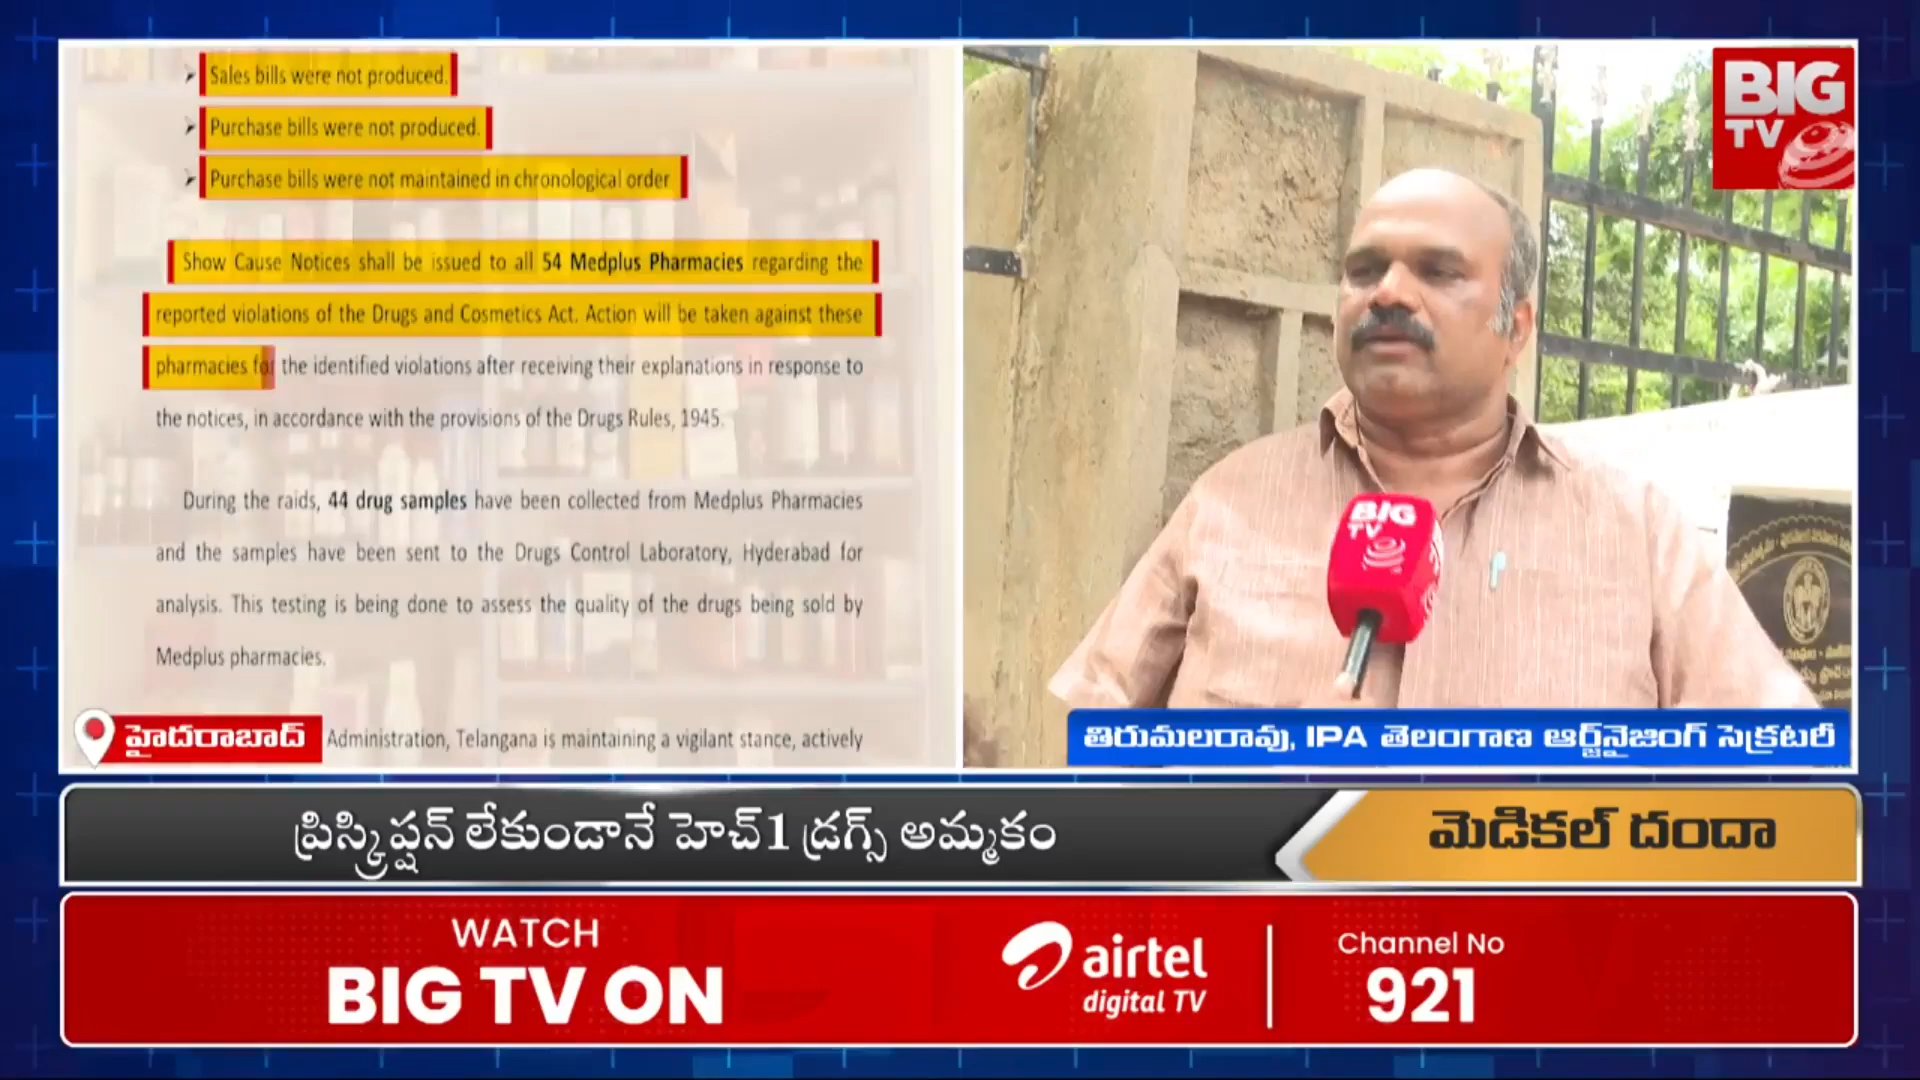 Sales bills were not produced.
Purchase bills were not produced.
Purchase bills were not maintained in chronological order
Show Cause Notices shall be issued to all 54 Medplus Pharmacies regarding the
reported violations of the Drugs and Cosmetics Act. Action will be taken against these
pharmacies for the identified violations after receiving their explanations in response to
the notices, in accordance with the provisions of the Drugs Rules, 1945.
During the raids, 44 drug samples have been collected from Medplus Pharmacies
and the samples have been sent to the Drugs Control Laboratory, Hyderabad for
analysis. This testing is being done to assess the quality of the drugs being sold by
Medplus pharmacies.
Administration, Telangana is maintaining a vigilant stance, actively
హైదరాబాద్
BIG
TV
BIG
TV
తిరుమలరావు, IPA తెలంగాణ ఆర్గ్‌నైజింగ్ సెక్రటరీ
ప్రిస్క్రిప్షన్ లేకుండానే హెచ్1 డ్రగ్స్ అమ్మకం
మెడికల్ దందా
WATCH
BIG TV ON
airtel
digital TV
Channel No
921